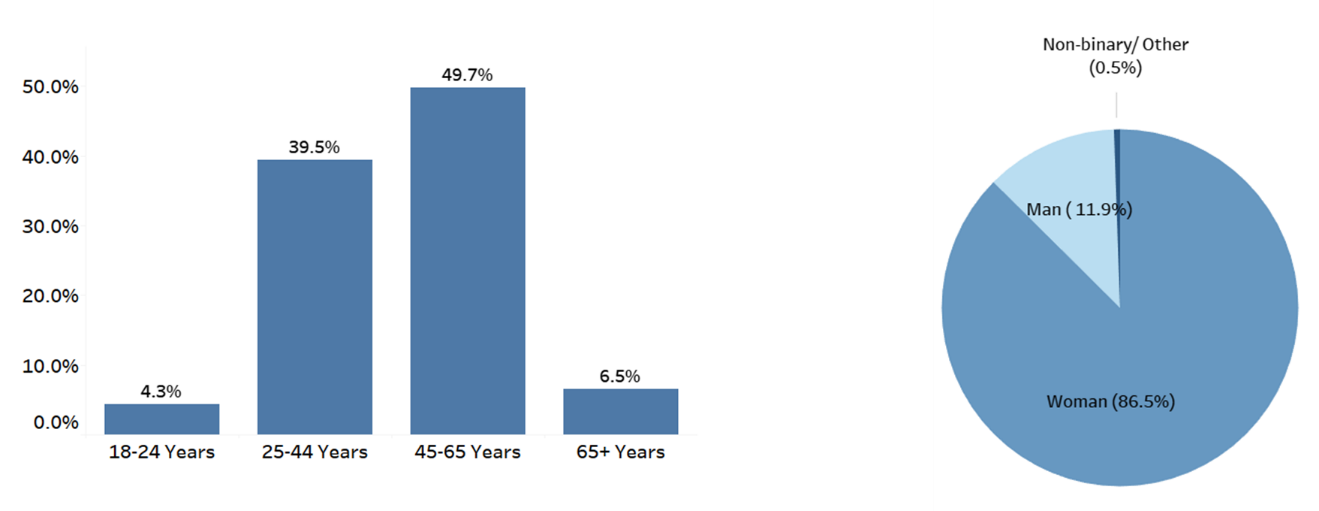 50.0%
40.0%
30.0%
20.0%
10.0%
0.0%
4.3%
39.5%
49.7%
6.5%
18-24 Years
25-44 Years
45-65 Years
65+ Years
Non-binary/ Other
(0.5%)
Man ( 11.9%)
Woman (86.5%)